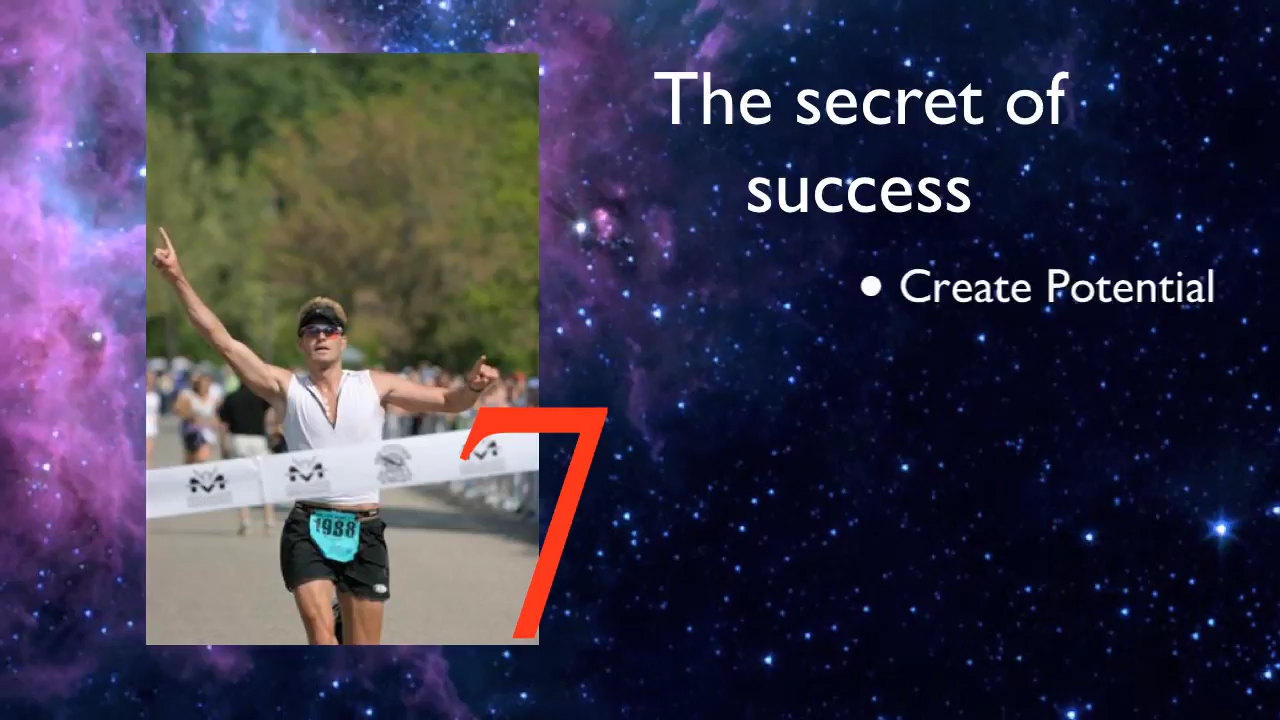 The secret of
success
• Create Potential
7
1988